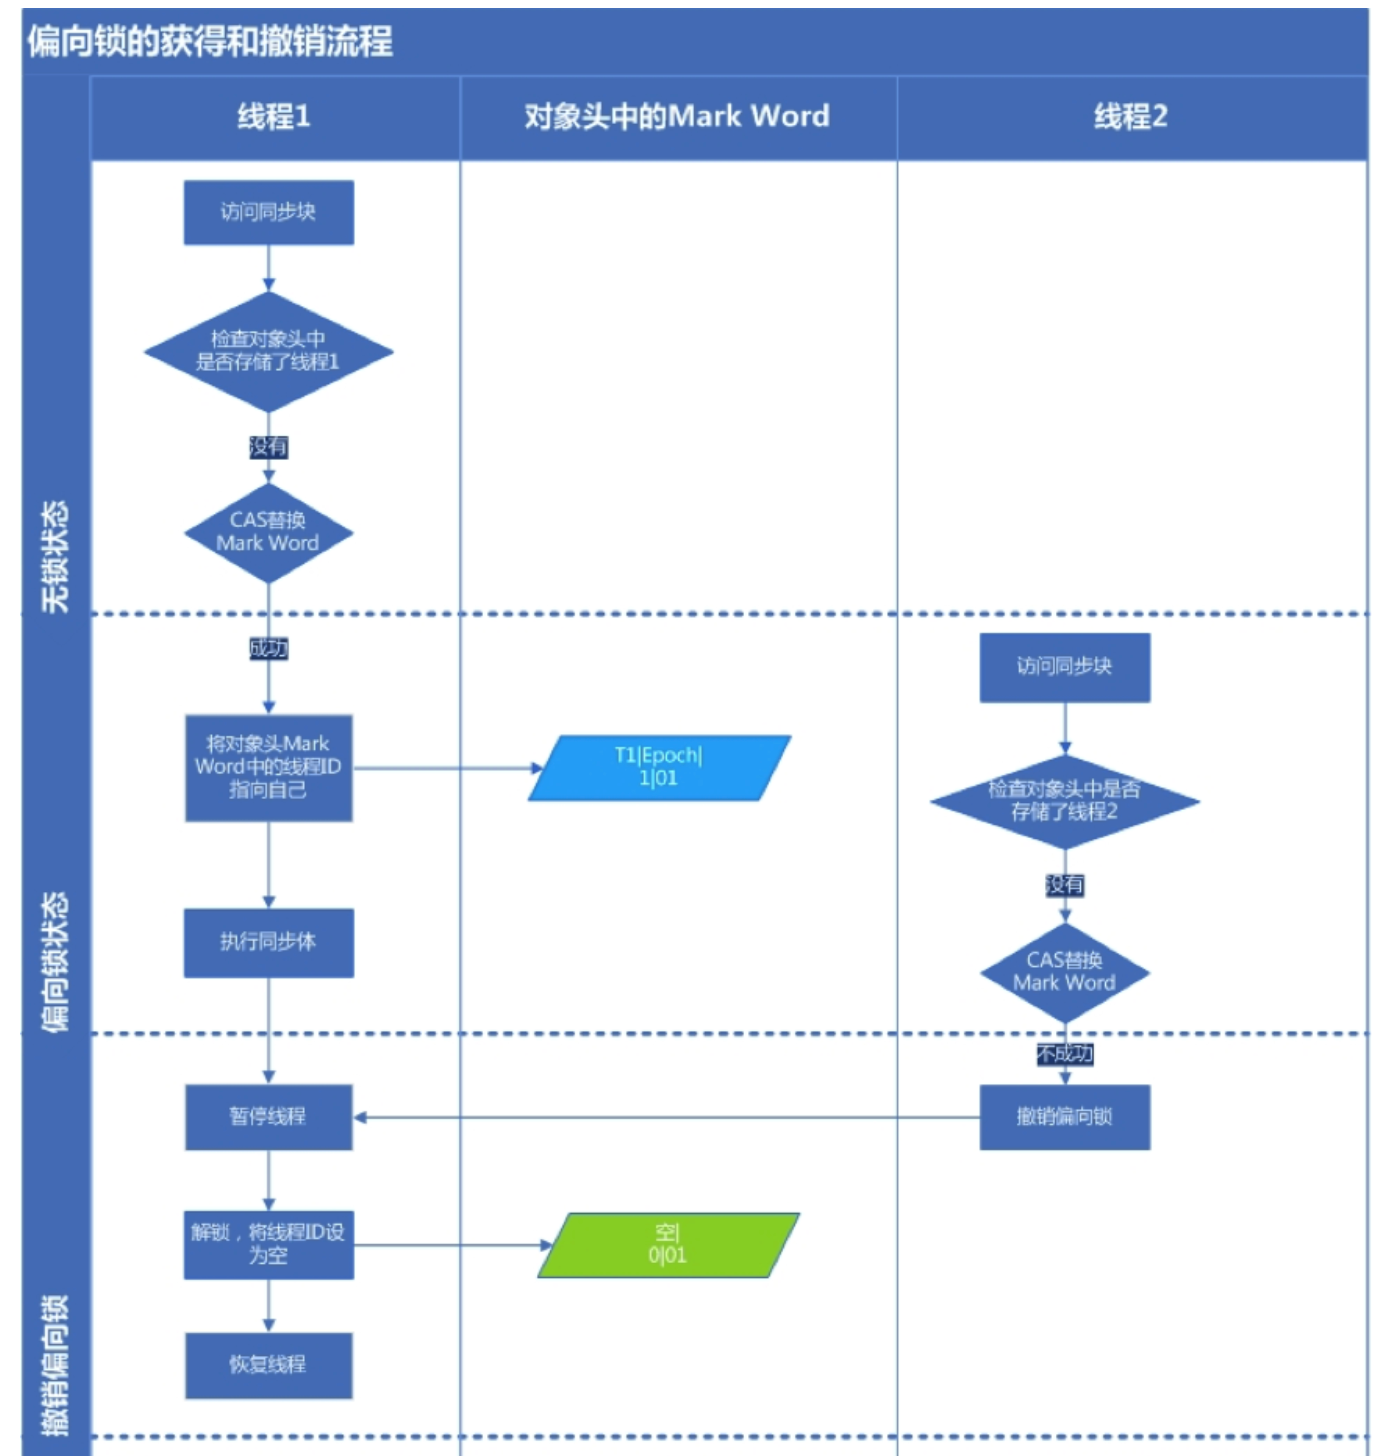 偏向锁的获得和撤销流程
线程1
对象头中的Mark Word
线程2
无锁状态
访问同步块
检查对象头中
是否存储了线程1
没有
CAS替换
Mark Word
偏向锁状态
成功
将对象头Mark
Word中的线程ID
指向自己
T1|Epoch|
1|01
执行同步体
访问同步块
检查对象头中是否
存储了线程2
没有
CAS替换
Mark Word
撤销偏向锁
不成功
撤销偏向锁
暂停线程
解锁，将线程ID设
为空
空|
0|01
恢复线程